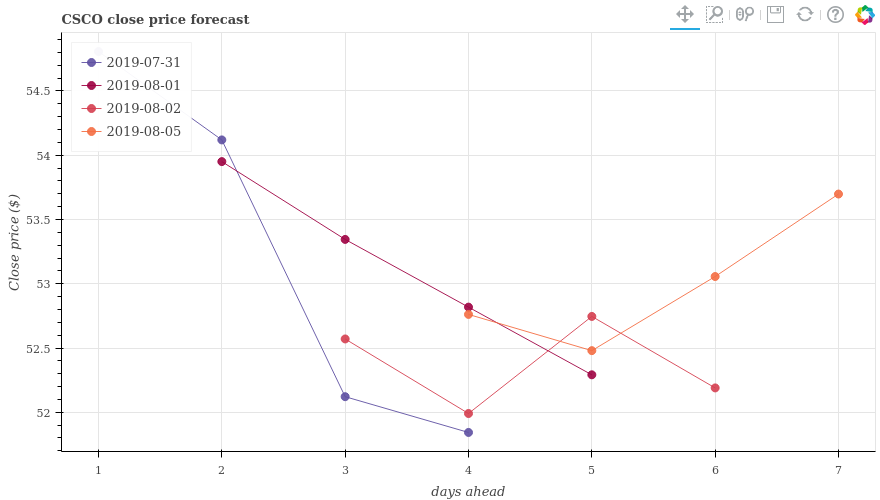 CSCO close price forecast
2019-07-31
2019-08-01
2019-08-02
2019-08-05
54.5
54
53.5
53
52.5
52
Close price ($)
1 2 3 4 5 6 7
days ahead